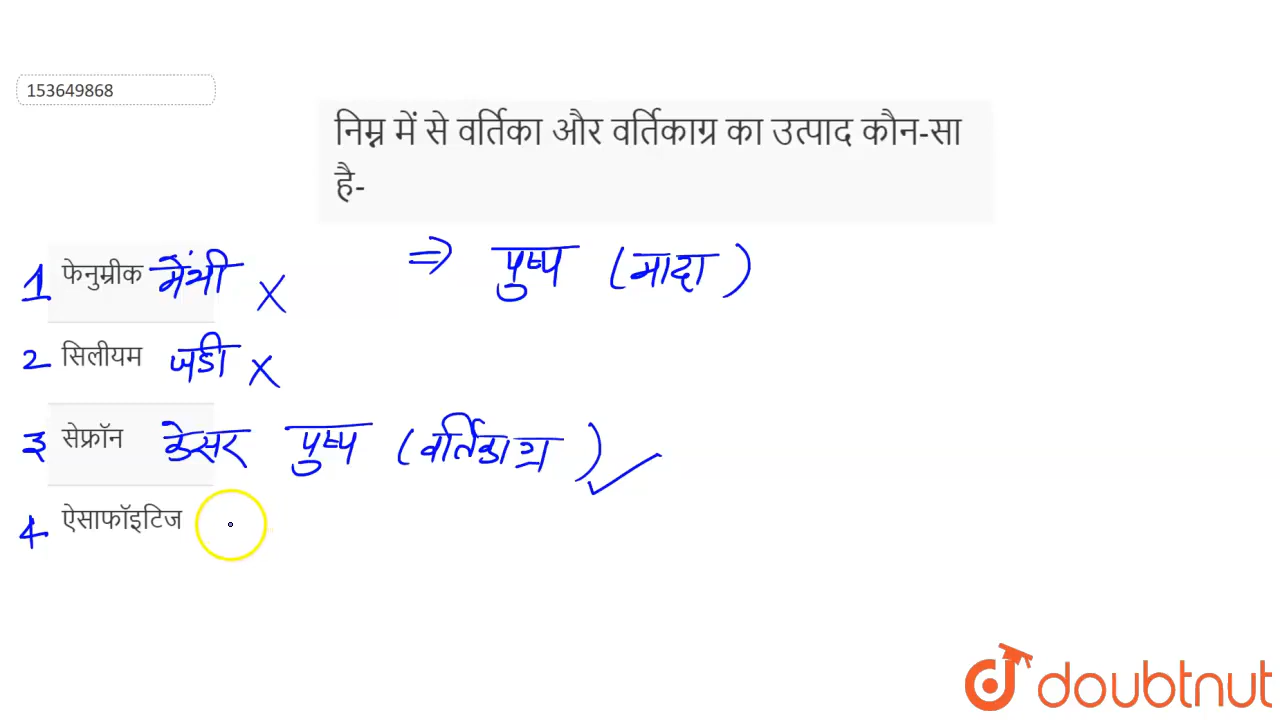 153649868
निम्न में से वर्तिका और वर्तिकाग्र का उत्पाद कौन-सा
है-
⇒ पुष्प (मादा)
1 फेनुम्रीक मेंथी X
2 सिलीयम जडी X
3 सेफ्रॉन केसर पुष्प (वर्तिकाग्र) ✓
4 ऐसाफॉइटिज
doubtnut